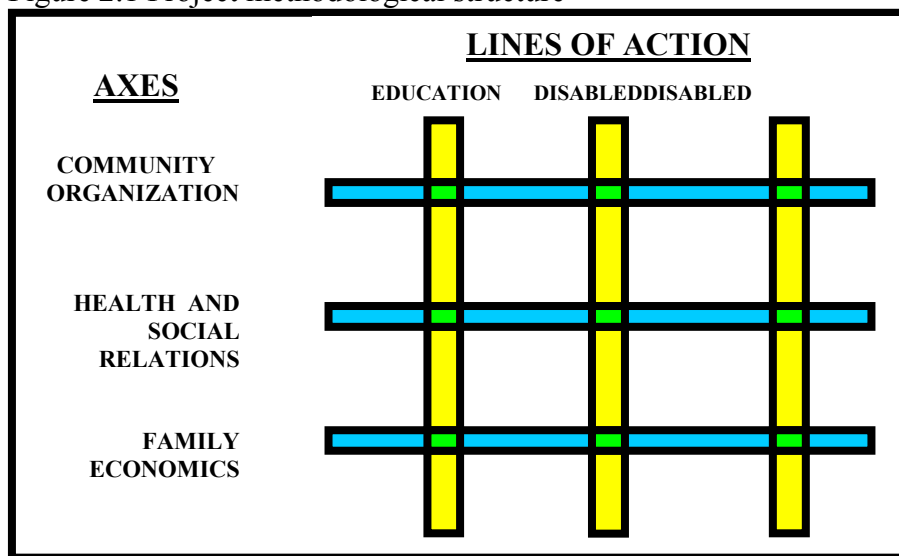 Figure 2.1 Project methodological structure
LINES OF ACTION
AXES
EDUCATION DISABLEDDISABLED
COMMUNITY
ORGANIZATION
HEALTH AND
SOCIAL
RELATIONS
FAMILY
ECONOMICS